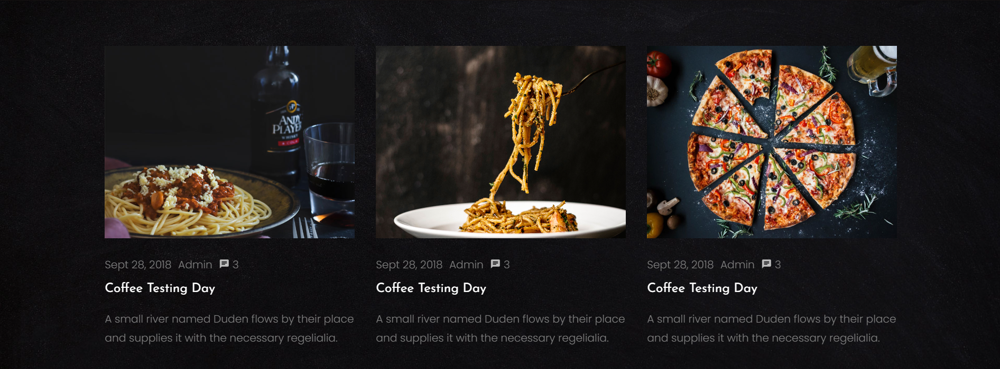 ANDY
PLAYER
WHISKY
& COLA
Sept 28, 2018 Admin 3
Coffee Testing Day
A small river named Duden flows by their place
and supplies it with the necessary regelialia.
Sept 28, 2018 Admin 3
Coffee Testing Day
A small river named Duden flows by their place
and supplies it with the necessary regelialia.
Sept 28, 2018 Admin 3
Coffee Testing Day
A small river named Duden flows by their place
and supplies it with the necessary regelialia.